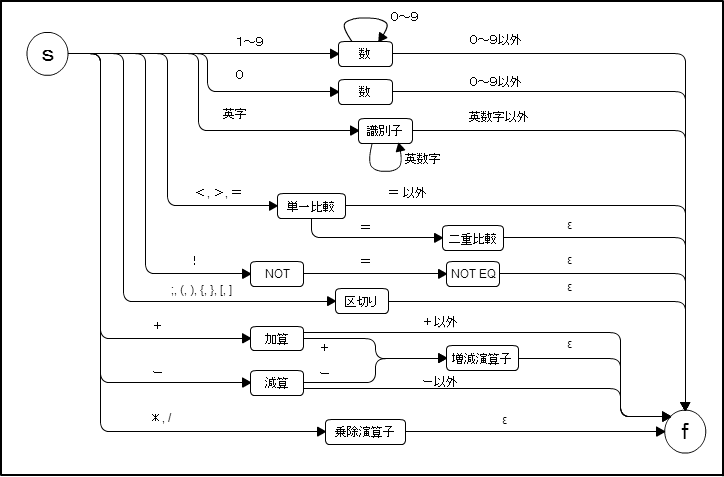 0～9
1～9
0～9以外
s
数
0
0～9以外
数
英字
英数字以外
識別子
英数字
＜, ＞, ＝
＝ 以外
単一比較
＝
ε
二重比較
!
＝
ε
NOT
NOT EQ
;, (, ), {, }, [, ]
ε
区切り
＋
＋以外
加算
＋
ε
増減演算子
ー
ー
減算
ー以外
＊, /
ε
乗除演算子
f